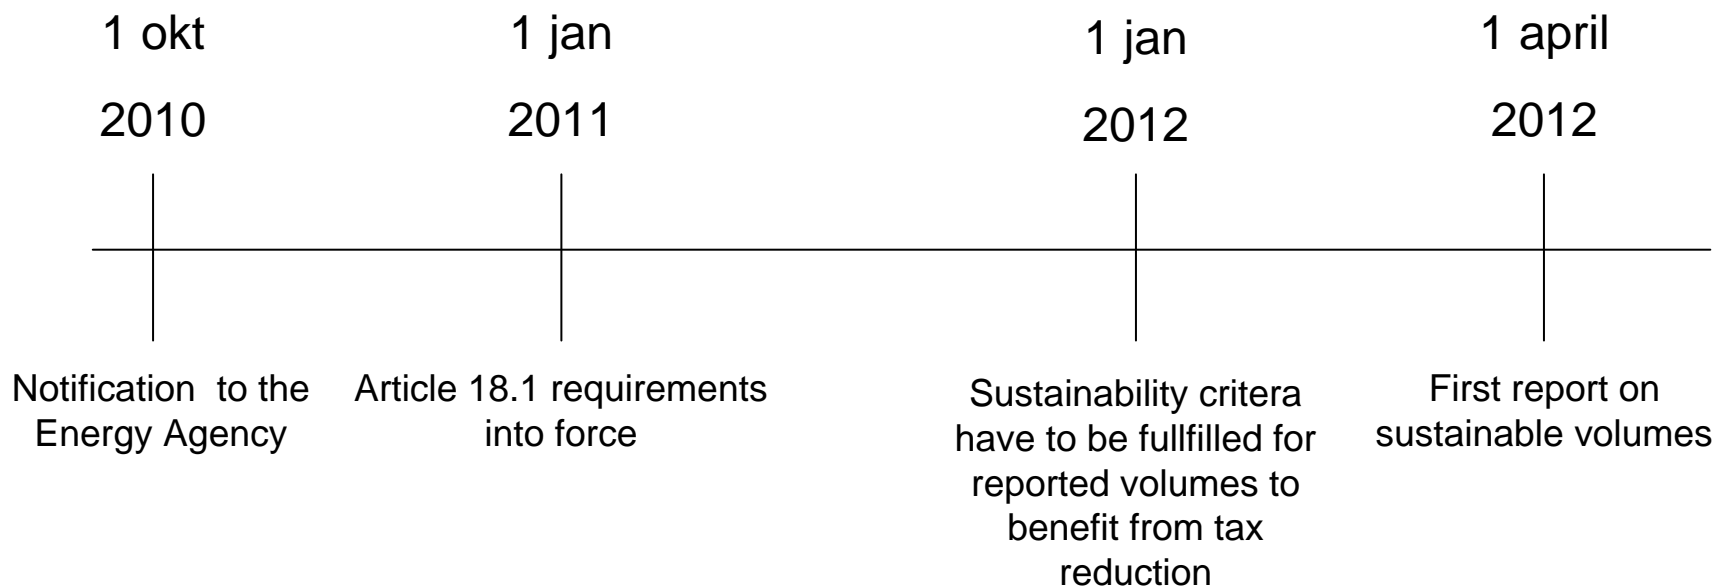 1 okt
2010
1 jan
2011
1 jan
2012
1 april
2012
Notification  to the
Energy Agency
Article 18.1 requirements
into force
Sustainability critera
have to be fullfilled for
reported volumes to
benefit from tax
reduction
First report on
sustainable volumes